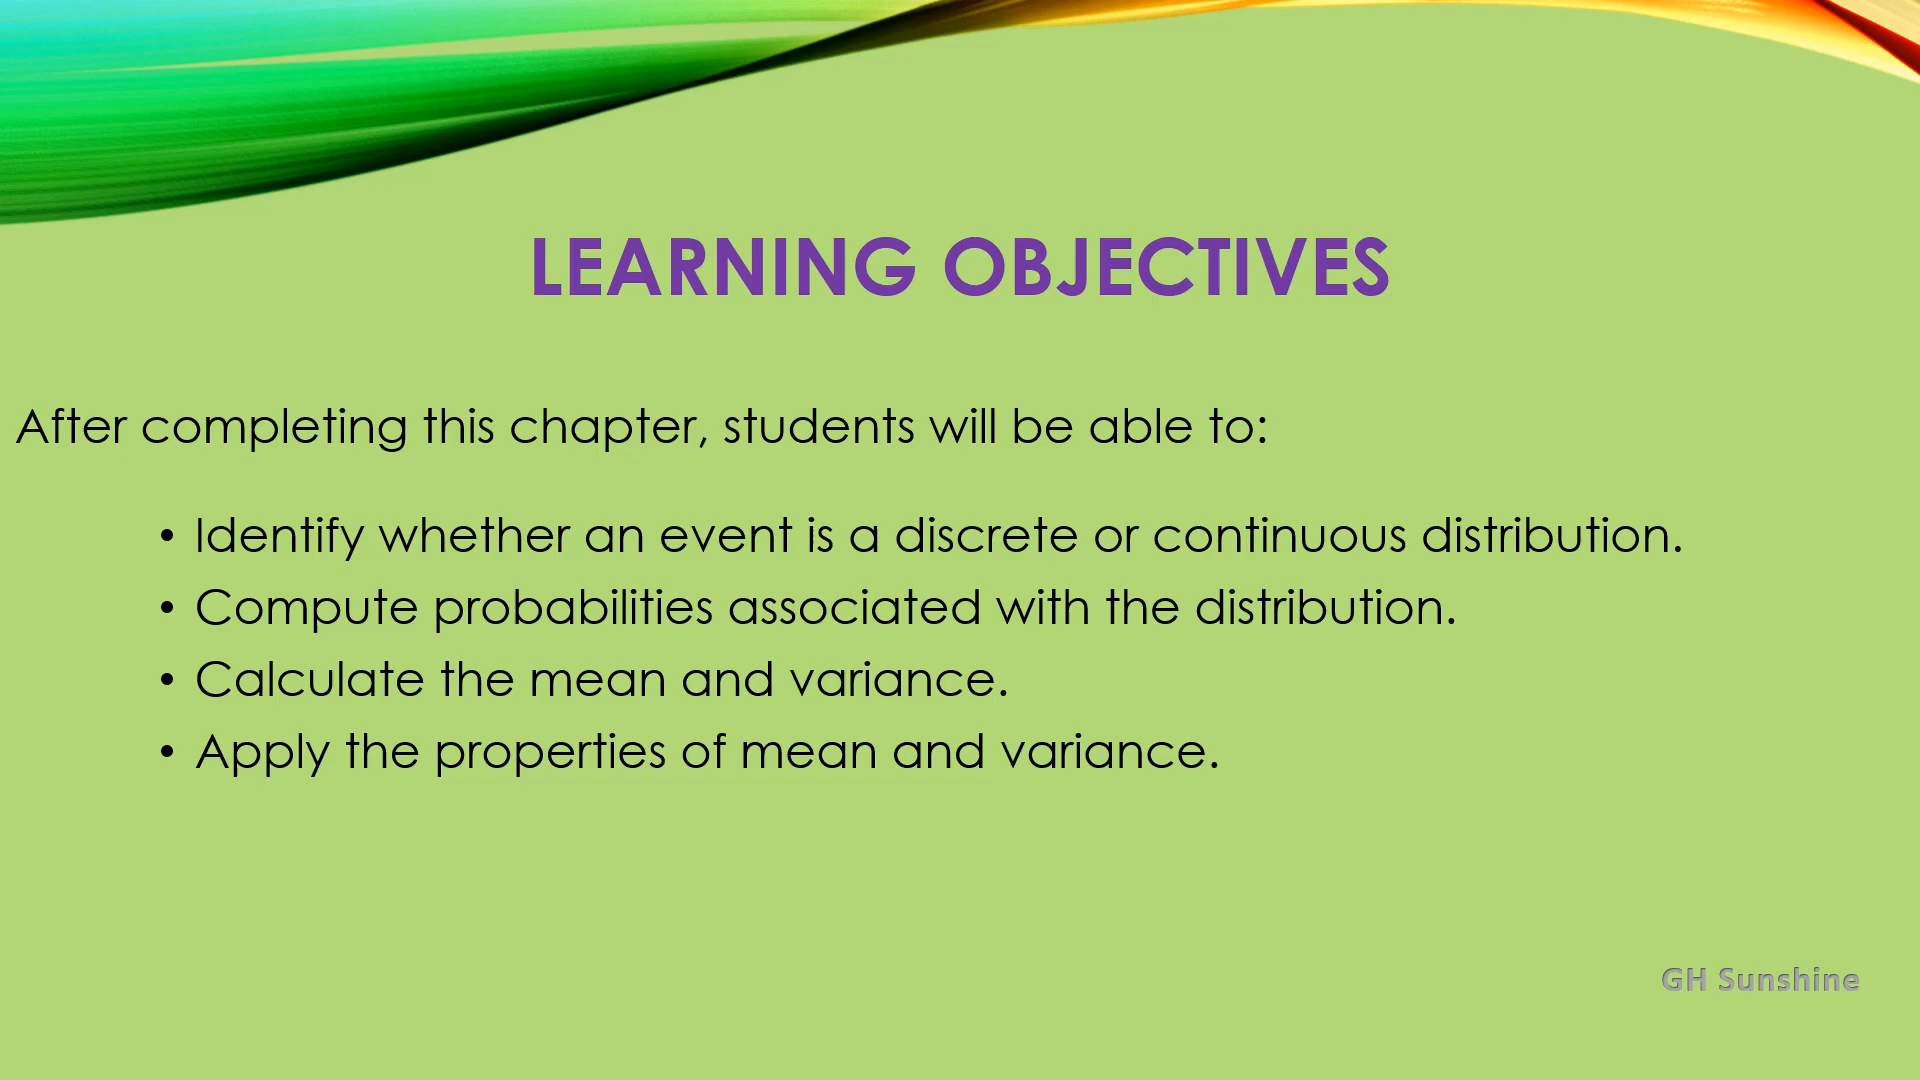 LEARNING OBJECTIVES
After completing this chapter, students will be able to:
• Identify whether an event is a discrete or continuous distribution.
• Compute probabilities associated with the distribution.
• Calculate the mean and variance.
• Apply the properties of mean and variance.
GH Sunshine